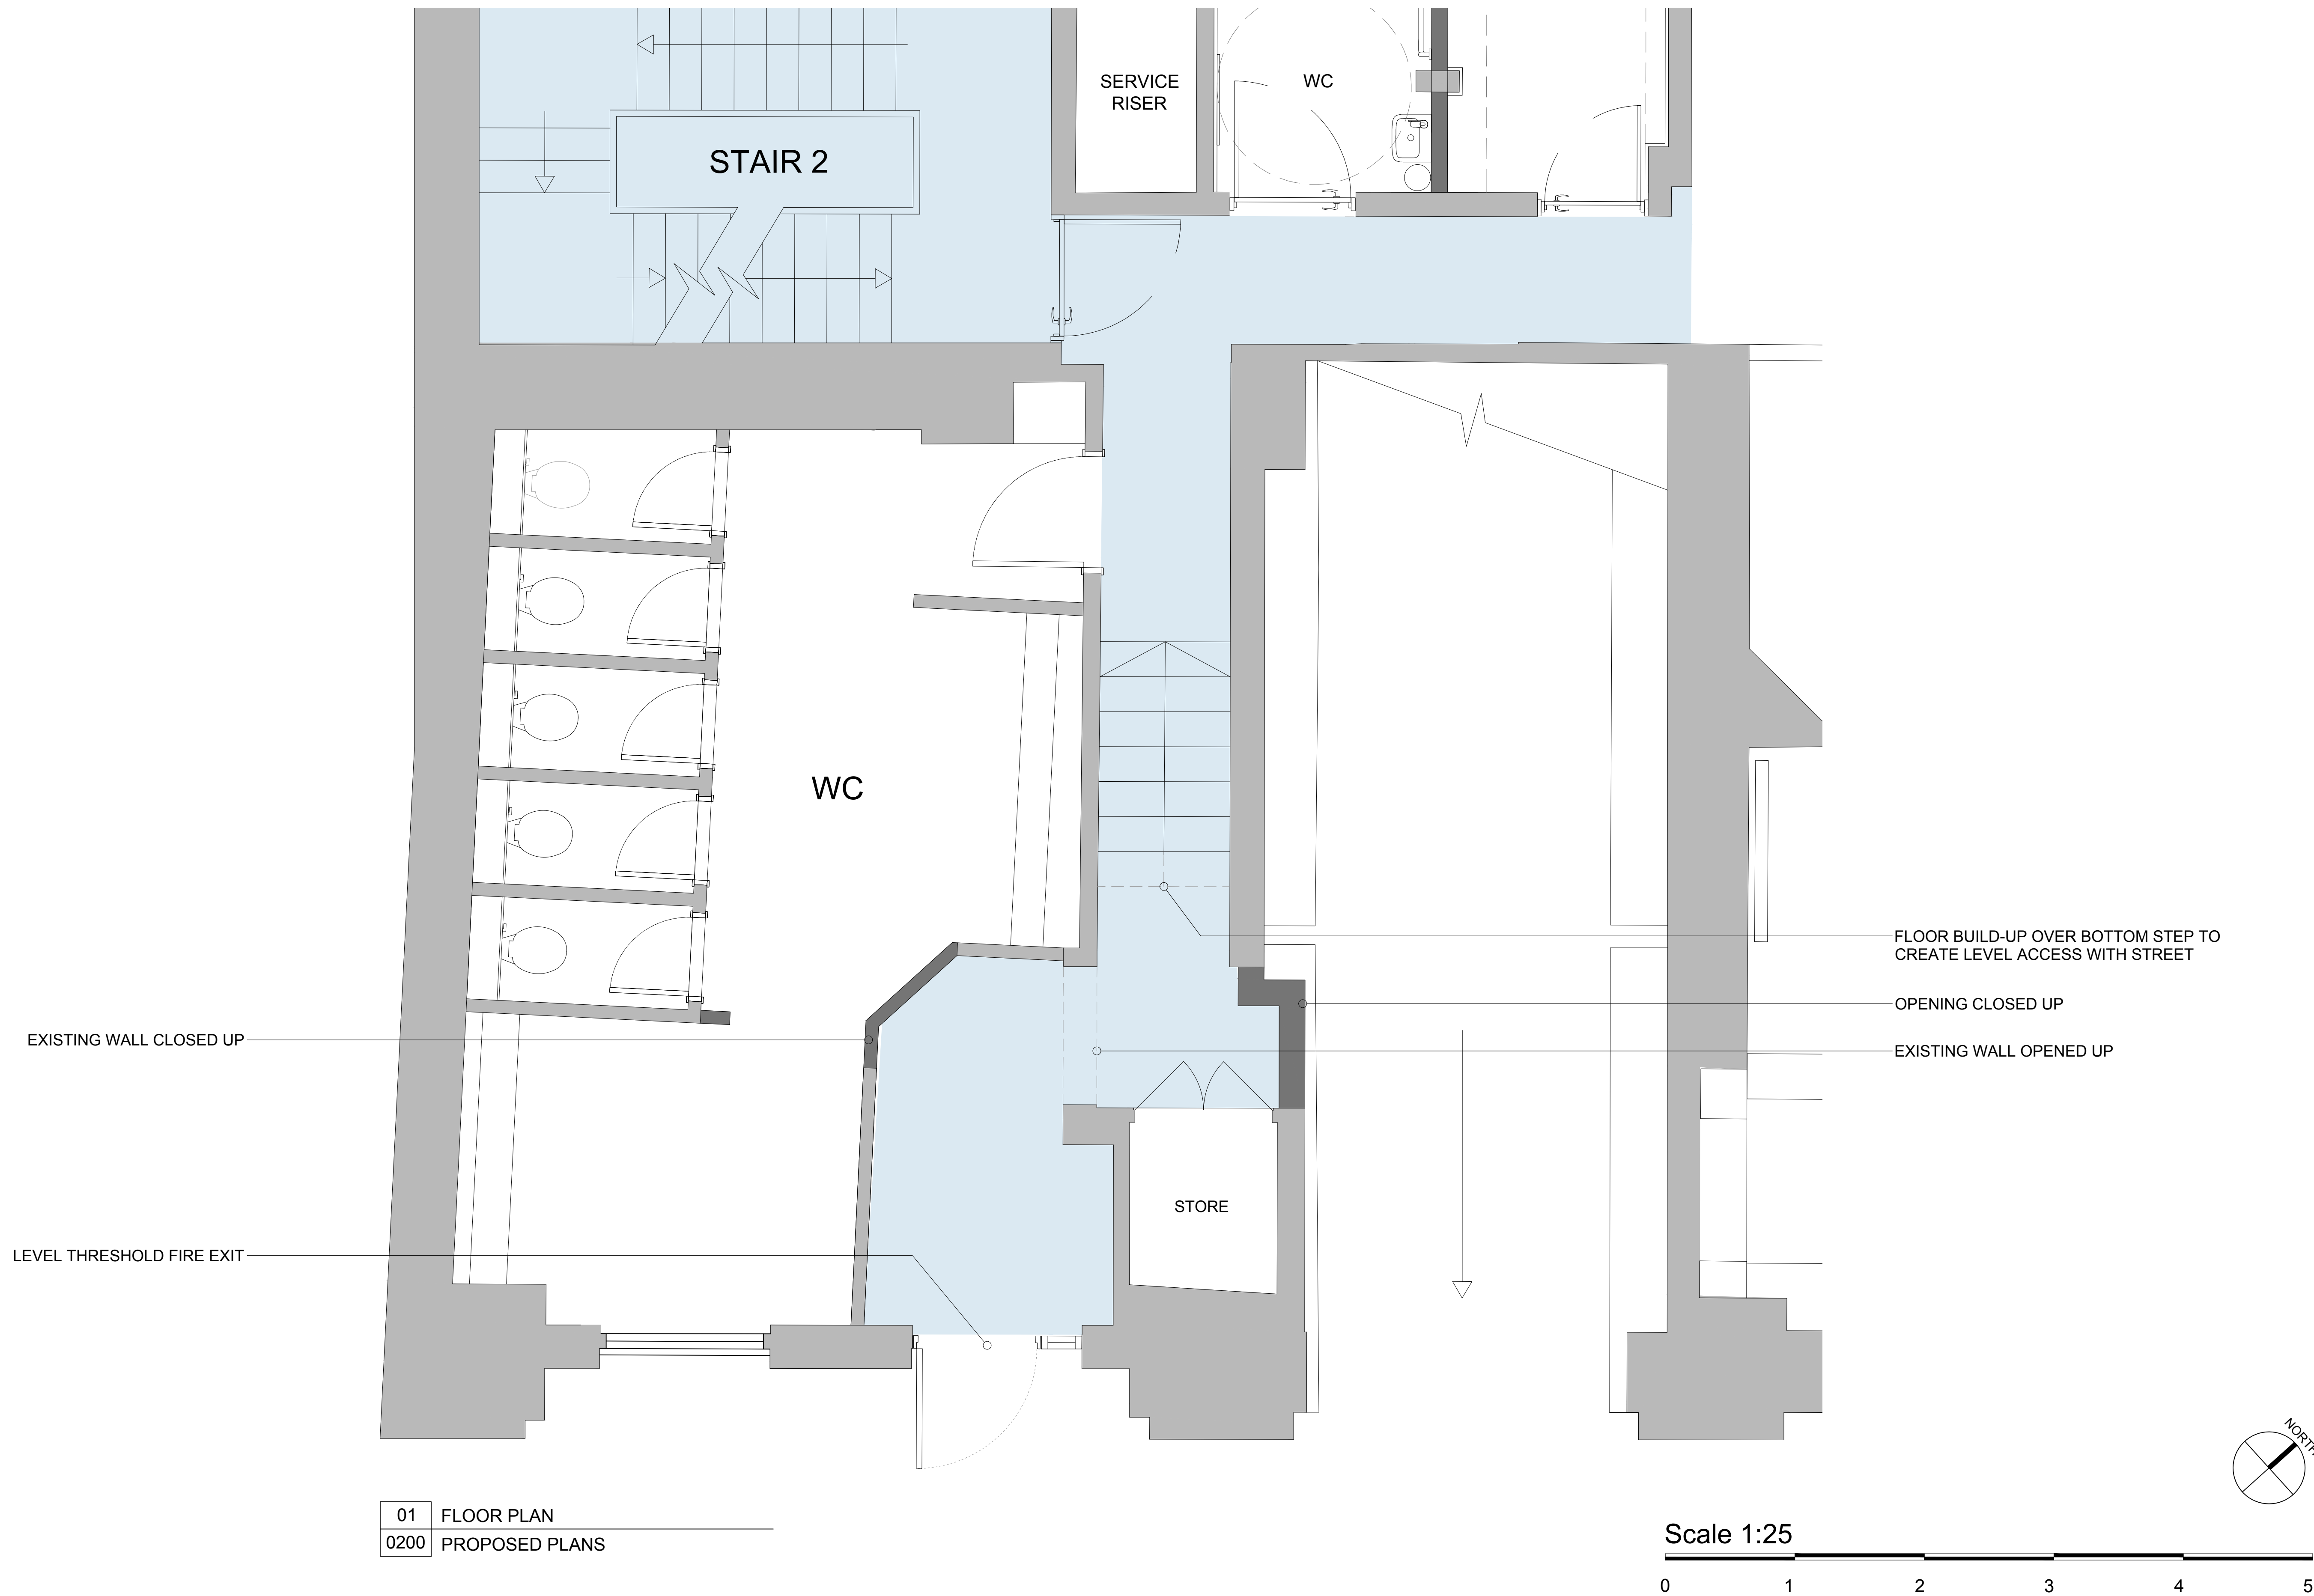 SERVICE
RISER
WC
STAIR 2
WC
FLOOR BUILD-UP OVER BOTTOM STEP TO
CREATE LEVEL ACCESS WITH STREET
OPENING CLOSED UP
EXISTING WALL CLOSED UP
EXISTING WALL OPENED UP
STORE
LEVEL THRESHOLD FIRE EXIT
NORTH
01 FLOOR PLAN
0200 PROPOSED PLANS
Scale 1:25
0 1 2 3 4 5